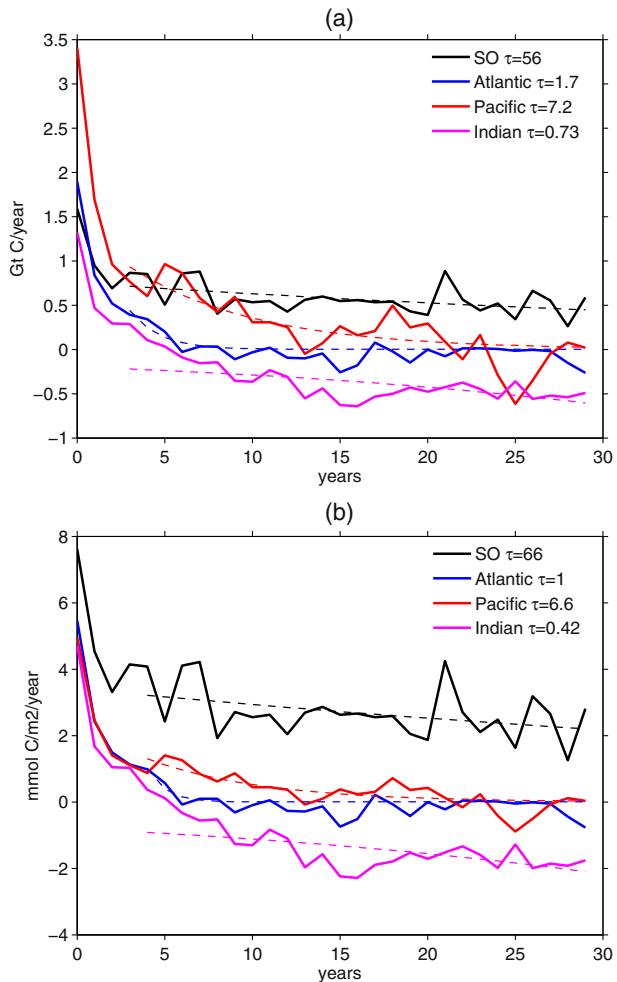 (a)
3.5
3
2.5
2
1.5
1
0.5
0
−0.5
−1
Gt C/year
SO τ=56
Atlantic τ=1.7
Pacific τ=7.2
Indian τ=0.73
0 5 10 15 20 25 30
years
(b)
8
6
4
2
0
−2
−4
mmol C/m2/year
SO τ=66
Atlantic τ=1
Pacific τ=6.6
Indian τ=0.42
0 5 10 15 20 25 30
years